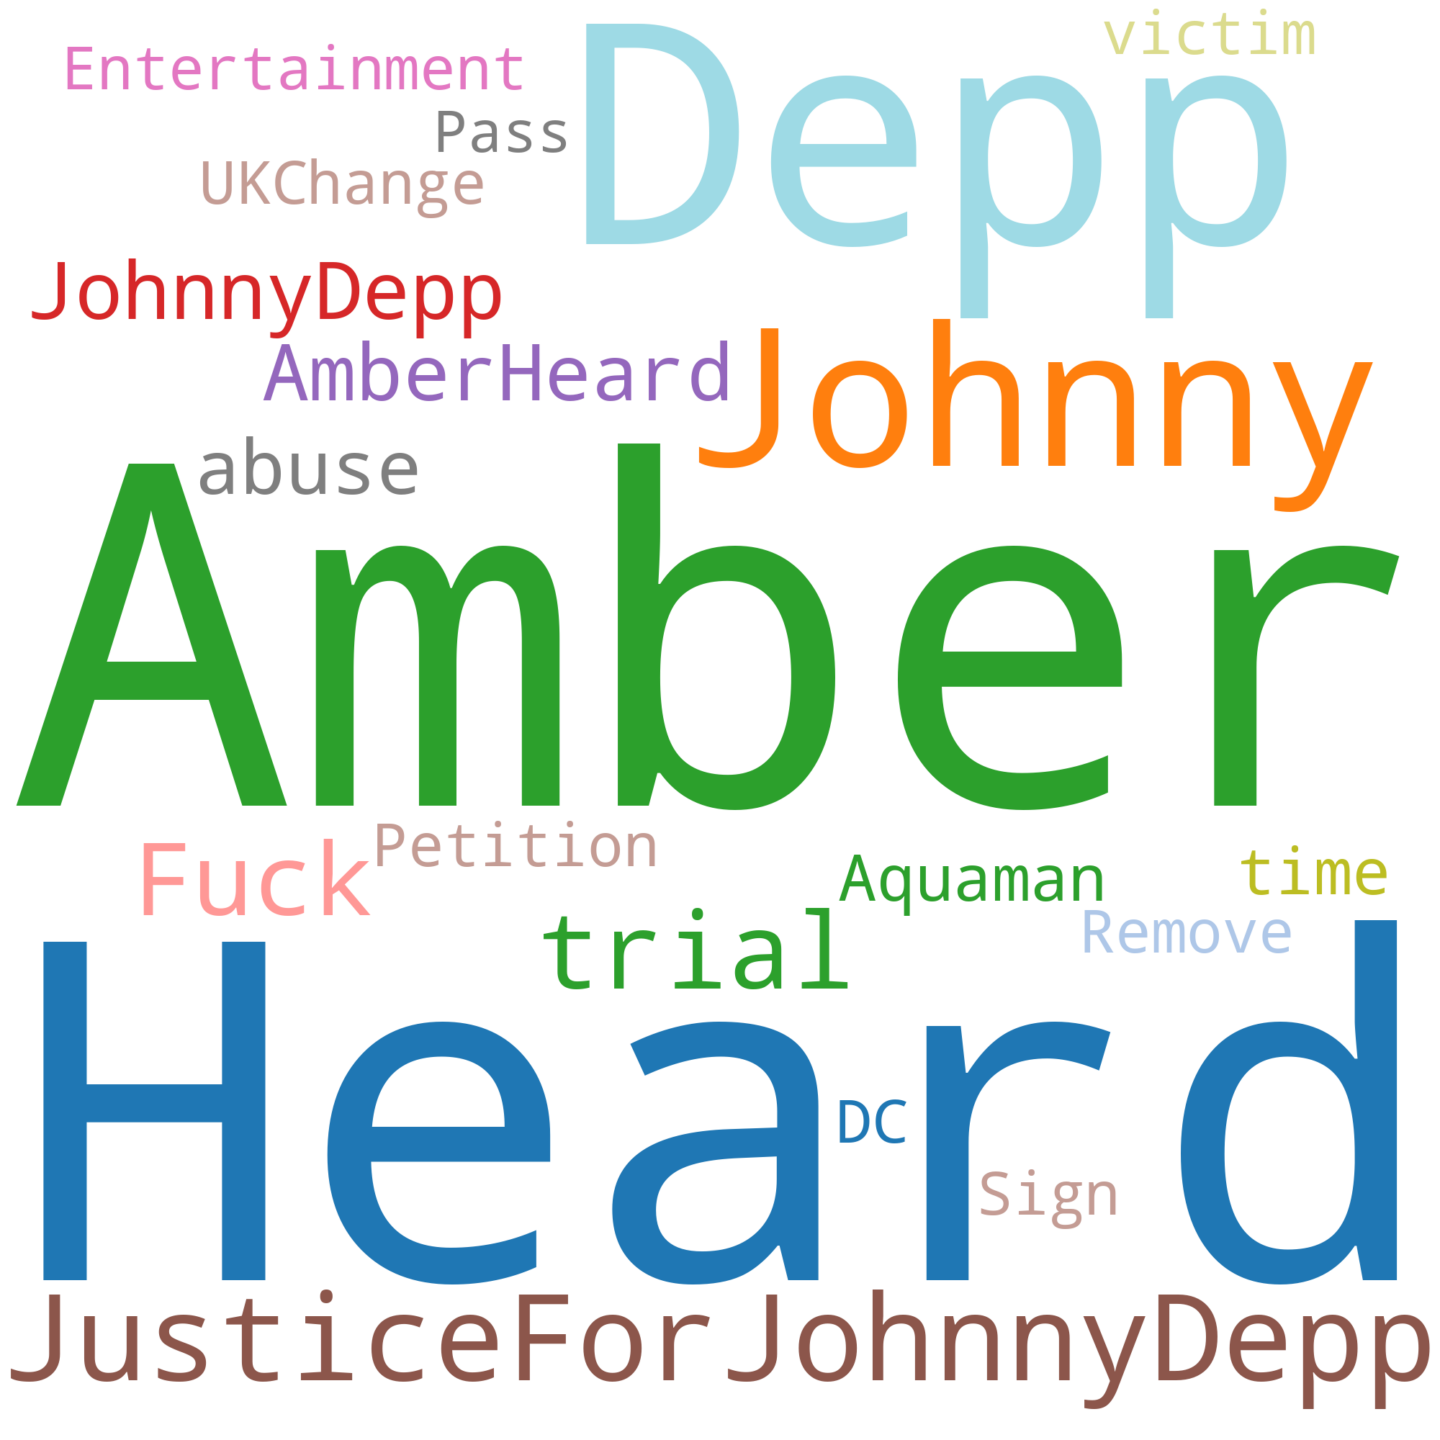 victim
Entertainment
Depp
Pass
UKChange
JohnnyDepp
AmberHeard
Johnny
abuse
Amber
Petition
Fuck
Aquaman
time
trial
Remove
Heard
DC
Sign
JusticeForJohnnyDepp